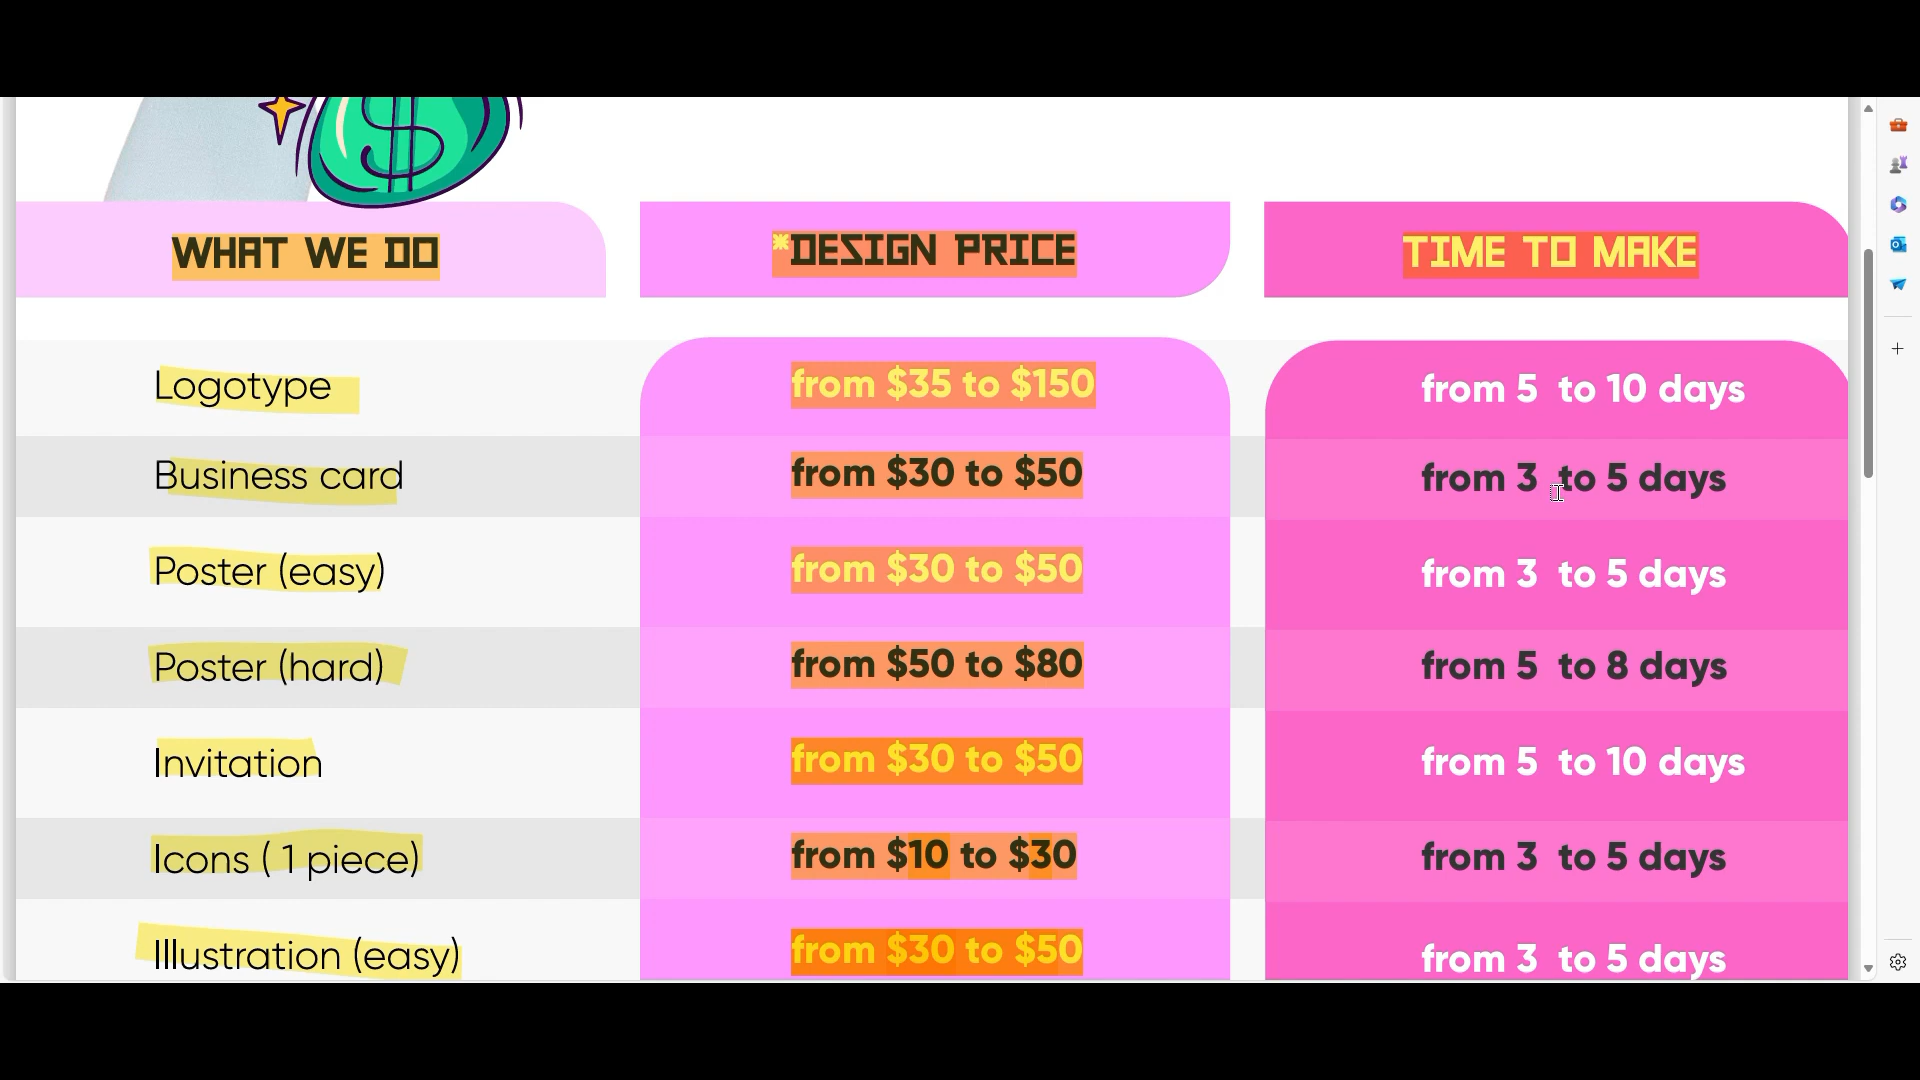 WHAT WE DO *DESIGN PRICE TIME TO MAKE
Logotype from $35 to $150 from 5 to 10 days
Business card from $30 to $50 from 3 to 5 days
Poster (easy) from $30 to $50 from 3 to 5 days
Poster (hard) from $50 to $80 from 5 to 8 days
Invitation from $30 to $50 from 5 to 10 days
Icons ( 1 piece) from $10 to $30 from 3 to 5 days
Illustration (easy) from $30 to $50 from 3 to 5 days